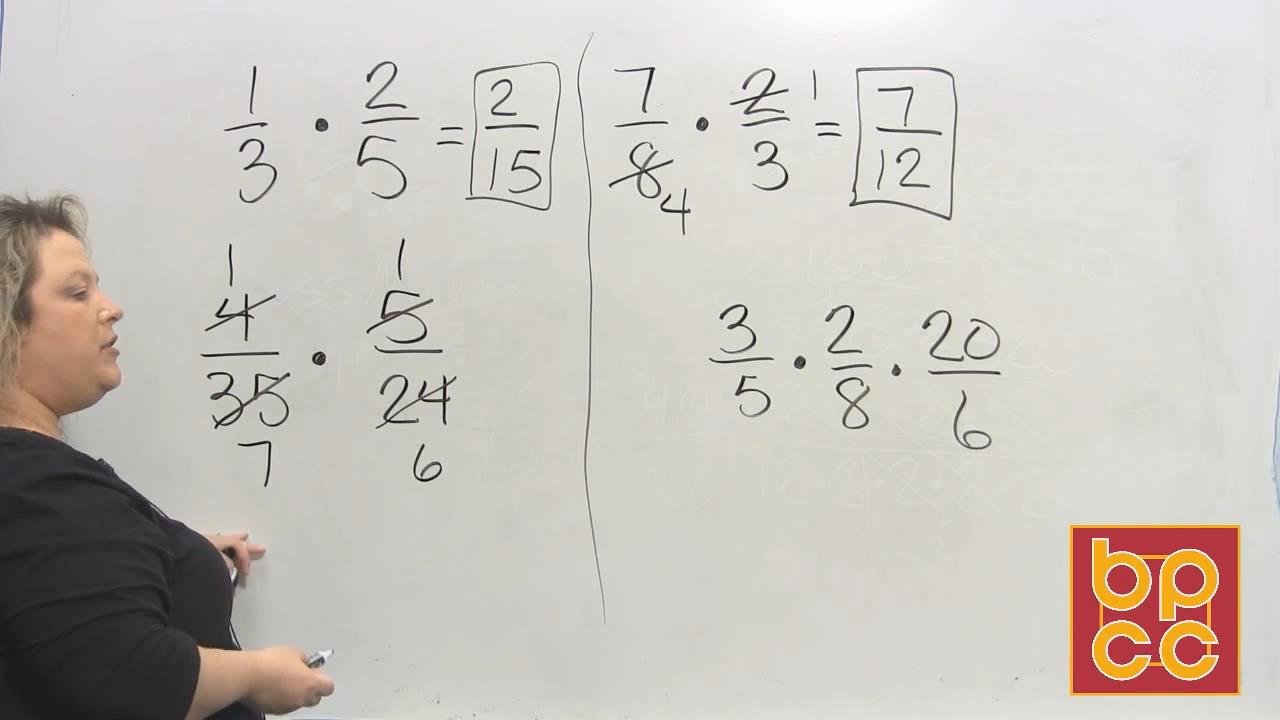 1/3 · 2/5 = 2/15
7/8 4 · 2/3 1 = 7/12
1 1
4/35 · 5/24
7 6
3/5 · 2/8 · 20/6
bp
cc